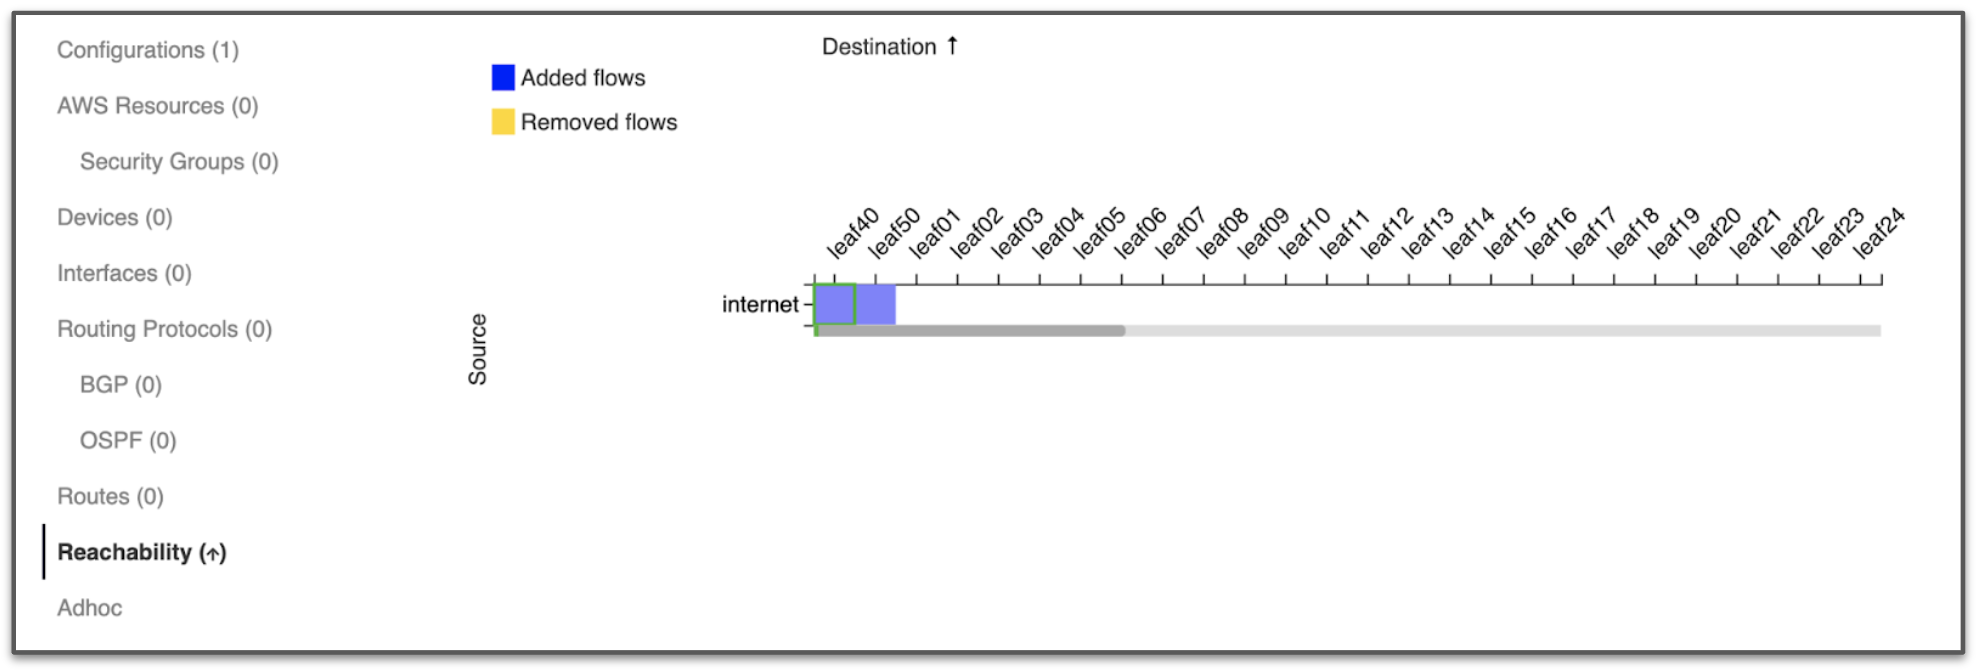 Configurations (1)
AWS Resources (0)
Security Groups (0)
Devices (0)
Interfaces (0)
Routing Protocols (0)
BGP (0)
OSPF (0)
Routes (0)
Reachability (↑)
Adhoc
Destination ↑
Added flows
Removed flows
leaf40
leaf50
leaf01
leaf02
leaf03
leaf04
leaf05
leaf06
leaf07
leaf08
leaf09
leaf10
leaf11
leaf12
leaf13
leaf14
leaf15
leaf16
leaf17
leaf18
leaf19
leaf20
leaf21
leaf22
leaf23
leaf24
internet
Source